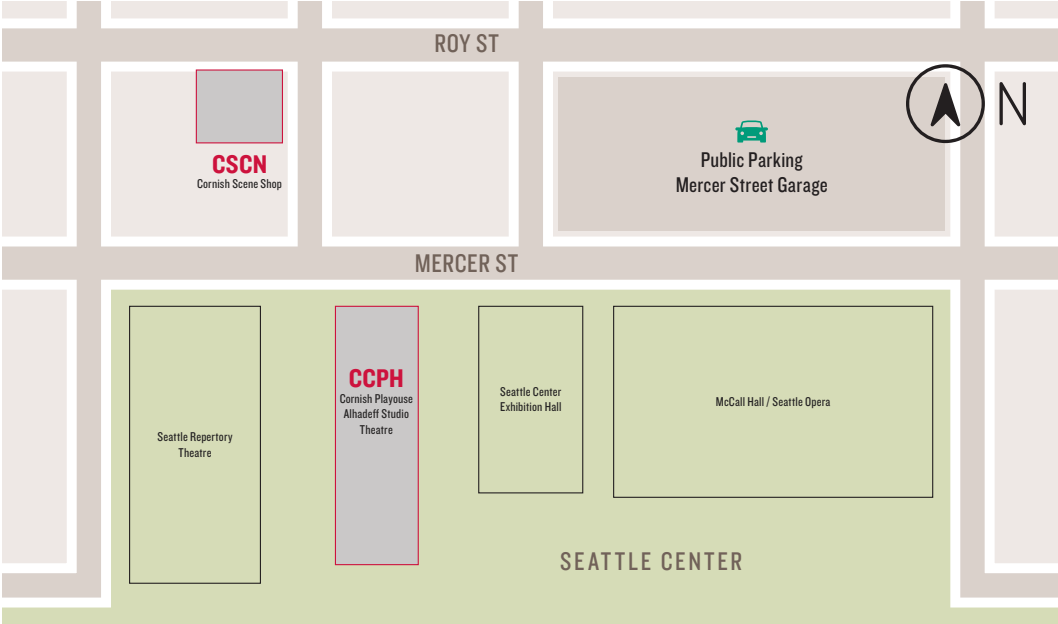 ROY ST
N
Public Parking
Mercer Street Garage
CSCN
Cornish Scene Shop
MERCER ST
Seattle Repertory
Theatre
CCPH
Cornish Playouse
Alhadeff Studio
Theatre
Seattle Center
Exhibition Hall
McCall Hall / Seattle Opera
SEATTLE CENTER